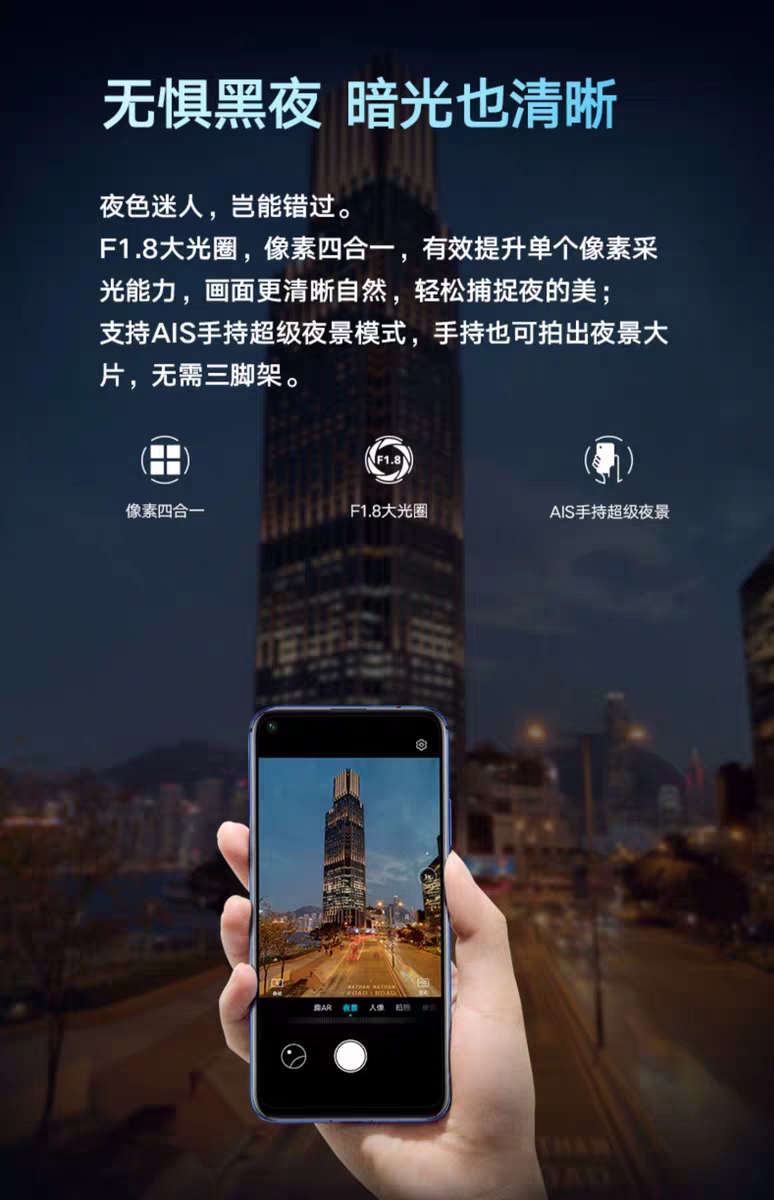 无惧黑夜 暗光也清晰
夜色迷人，岂能错过。
F1.8大光圈，像素四合一，有效提升单个像素采
光能力，画面更清晰自然，轻松捕捉夜的美；
支持AIS手持超级夜景模式，手持也可拍出夜景大
片，无需三脚架。
F1.8
像素四合一
F1.8大光圈
AIS手持超级夜景
NATHAN NATHAN
ROAD ROAD
趣AR 夜景 人像 拍照